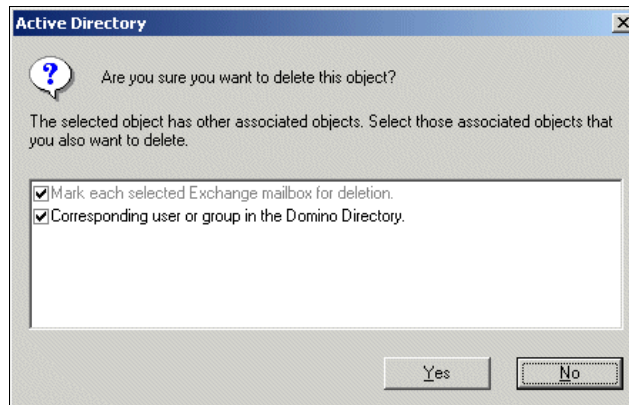 Active Directory
Are you sure you want to delete this object?
The selected object has other associated objects. Select those associated objects that
you also want to delete.
Mark each selected Exchange mailbox for deletion.
Corresponding user or group in the Domino Directory.
Yes
No